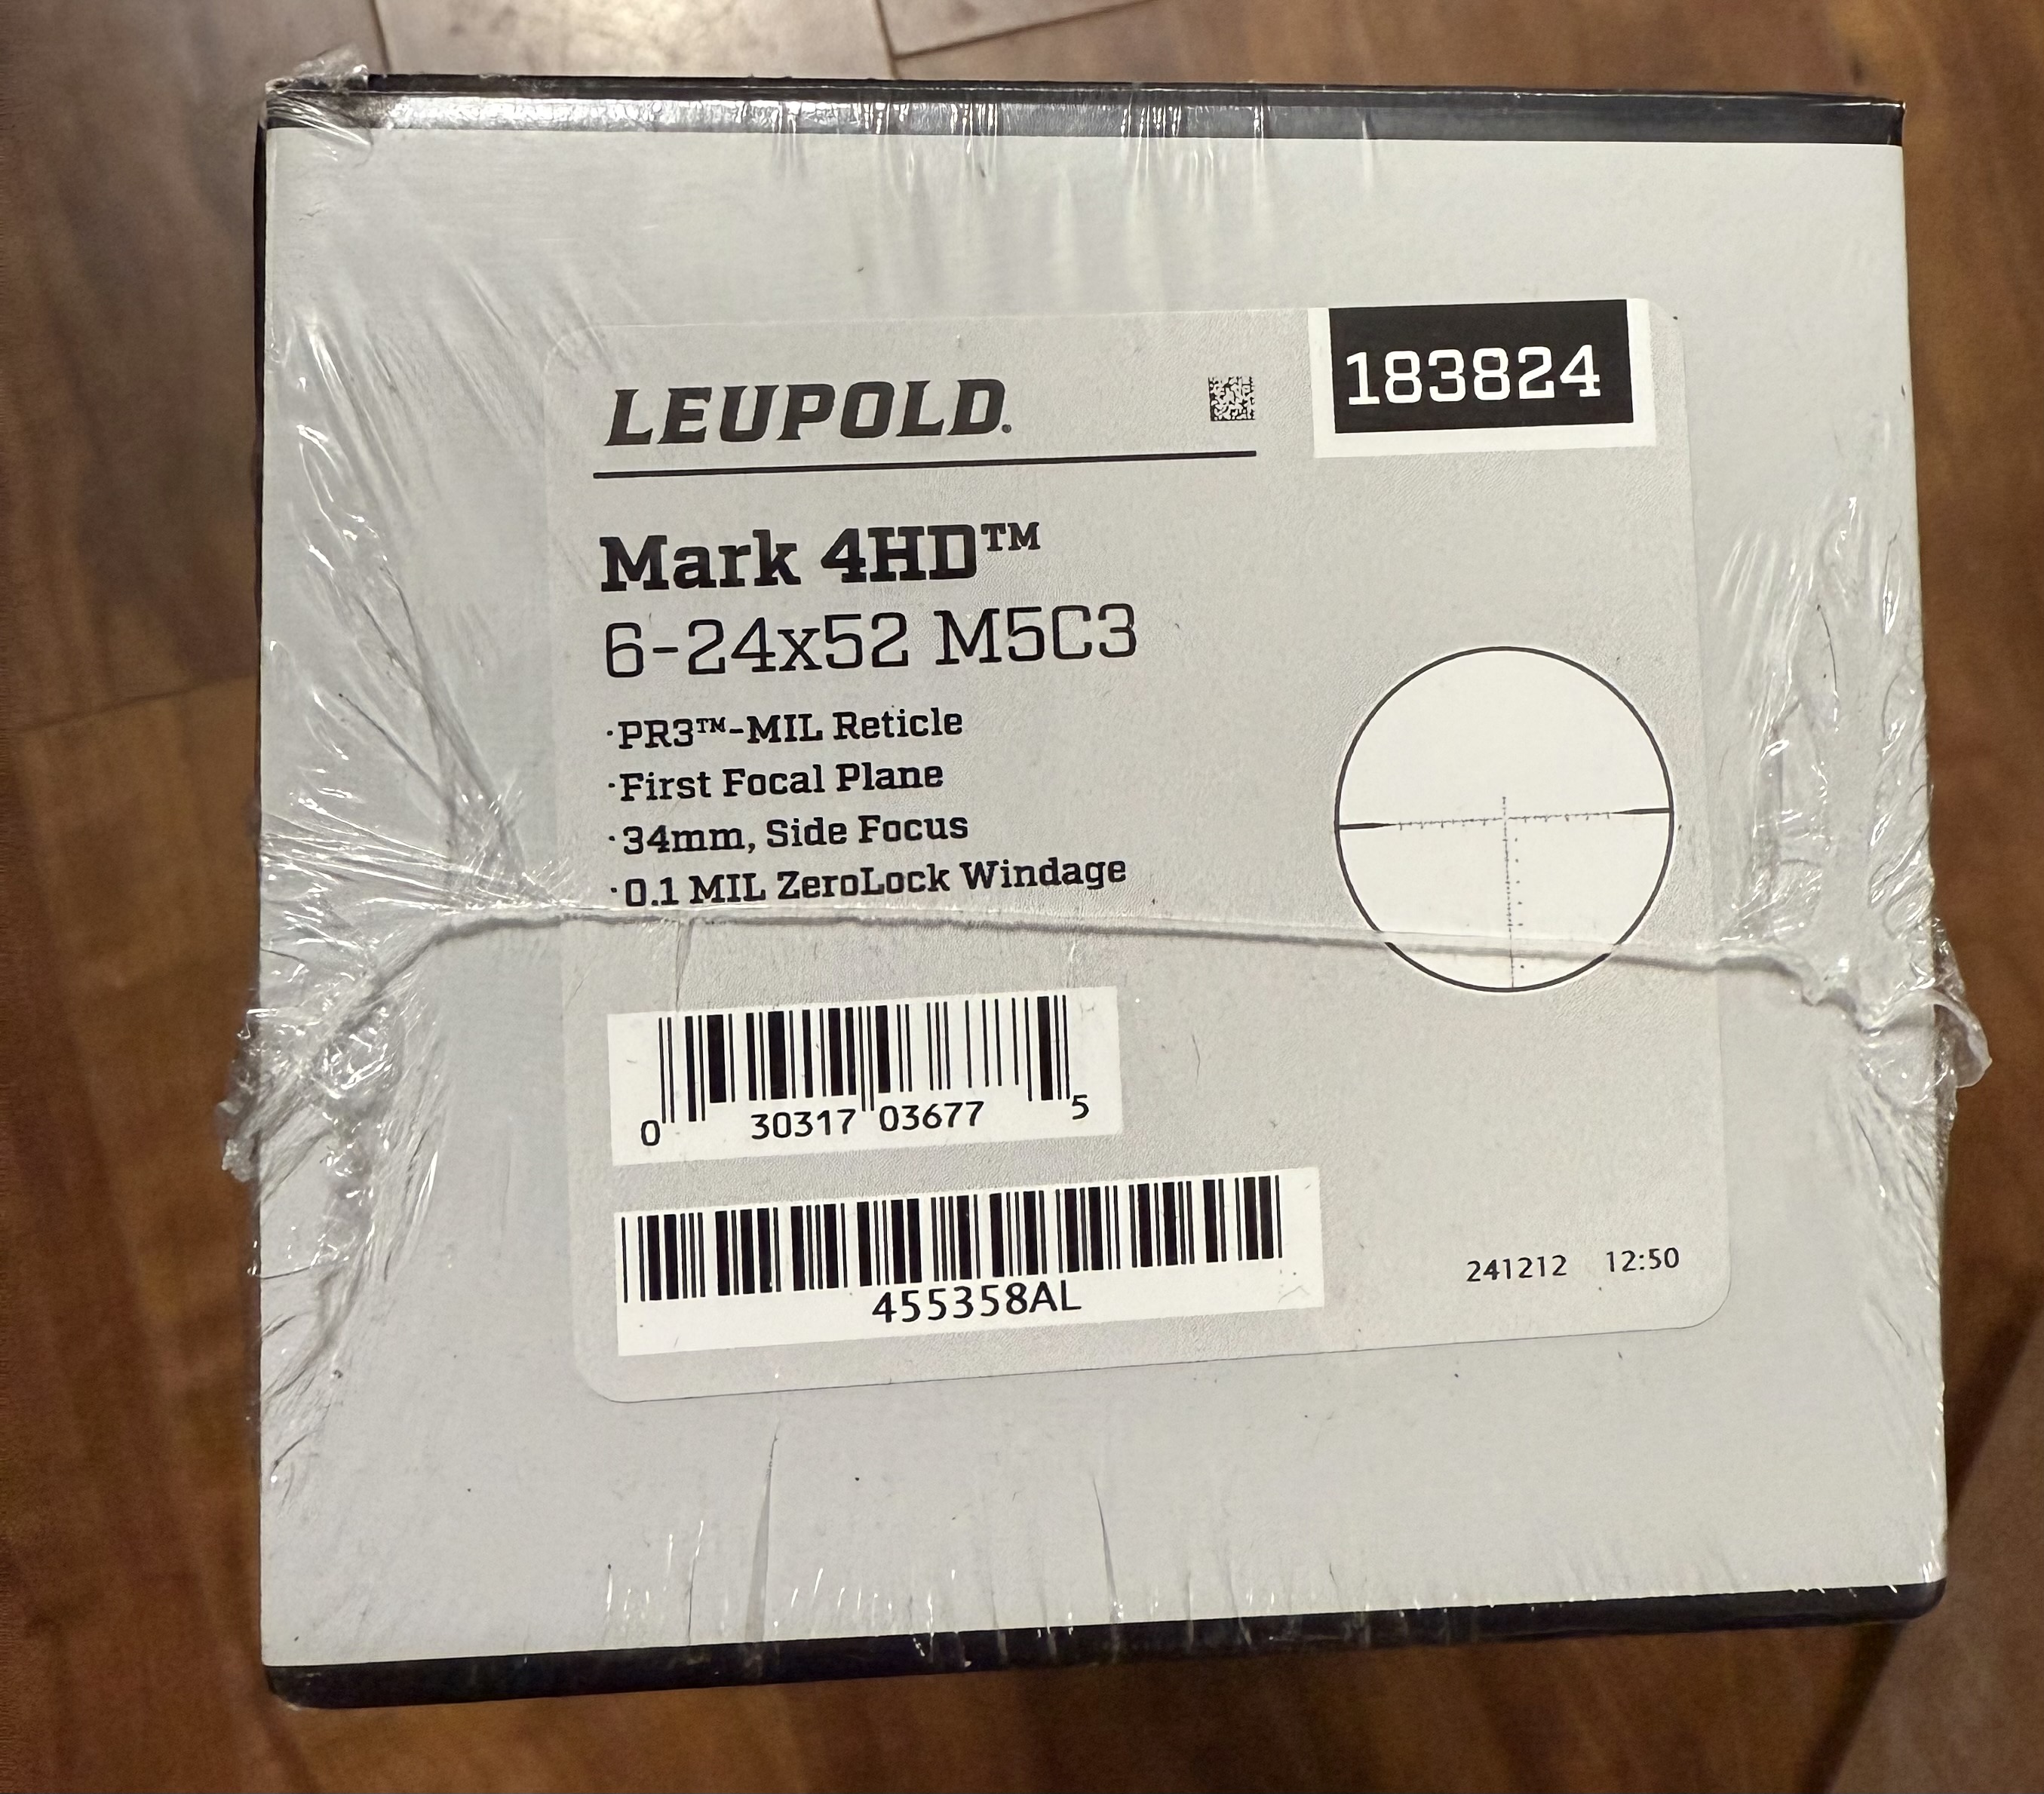 LEUPOLD.
183824
Mark 4HD™
6-24x52 M5C3
·PR3™-MIL Reticle
·First Focal Plane
·34mm, Side Focus
·0.1 MIL ZeroLock Windage
0 30317 03677 5
455358AL
241212 12:50